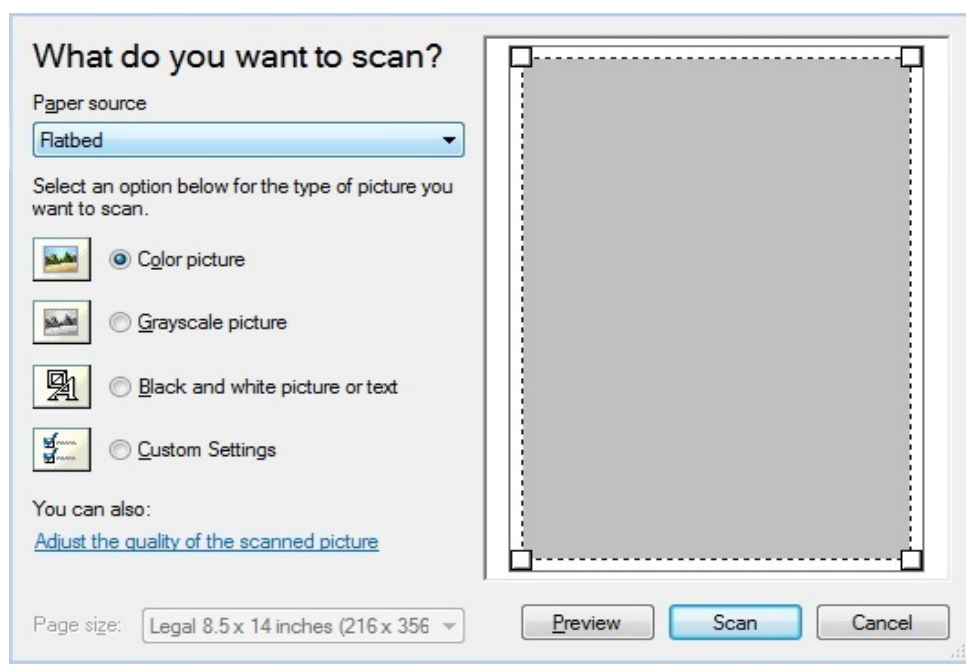 What do you want to scan?
Paper source
Flatbed
Select an option below for the type of picture you
want to scan.
Color picture
Grayscale picture
Black and white picture or text
Custom Settings
You can also:
Adjust the quality of the scanned picture
Page size: Legal 8.5 x 14 inches (216 x 356
Preview Scan Cancel